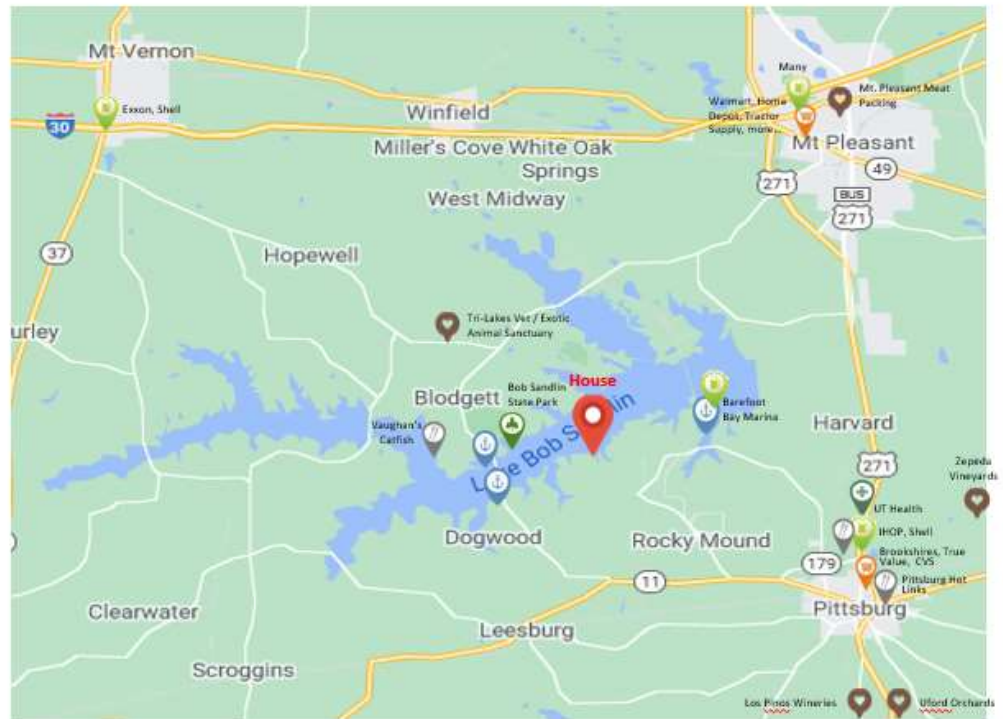 Mt Vernon
Many
Exxon, Shell
Mt. Pleasant Meat
Packing
Winfield
Walmart, Home
Depot, Tractor
Supply, more...
30
Miller's Cove White Oak
Springs
Mt Pleasant
49
271
BUS
271
West Midway
37
Hopewell
Tri-Lakes Vet / Exotic
Animal Sanctuary
urley
House
Blodgett
Bob Sandlin
State Park
Barefoot
Bay Marina
Vaughan's
Catfish
Harvard
271
Zepeda
Vineyards
UT Health
Dogwood
Rocky Mound
IHOP, Shell
Brookshires, True
Value, CVS
179
11
Pittsburg Hot
Links
Clearwater
Pittsburg
Leesburg
Scroggins
Los Pinos Wineries
Uford Orchards